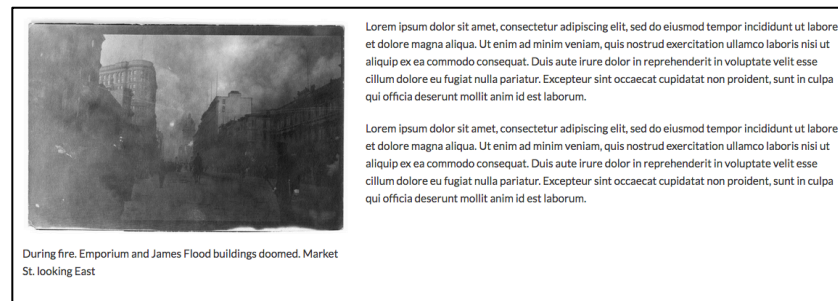 Lorem ipsum dolor sit amet, consectetur adipiscing elit, sed do eiusmod tempor incididunt ut labore
et dolore magna aliqua. Ut enim ad minim veniam, quis nostrud exercitation ullamco laboris nisi ut
aliquip ex ea commodo consequat. Duis aute irure dolor in reprehenderit in voluptate velit esse
cillum dolore eu fugiat nulla pariatur. Excepteur sint occaecat cupidatat non proident, sunt in culpa
qui officia deserunt mollit anim id est laborum.
Lorem ipsum dolor sit amet, consectetur adipiscing elit, sed do eiusmod tempor incididunt ut labore
et dolore magna aliqua. Ut enim ad minim veniam, quis nostrud exercitation ullamco laboris nisi ut
aliquip ex ea commodo consequat. Duis aute irure dolor in reprehenderit in voluptate velit esse
cillum dolore eu fugiat nulla pariatur. Excepteur sint occaecat cupidatat non proident, sunt in culpa
qui officia deserunt mollit anim id est laborum.
During fire. Emporium and James Flood buildings doomed. Market
St. looking East